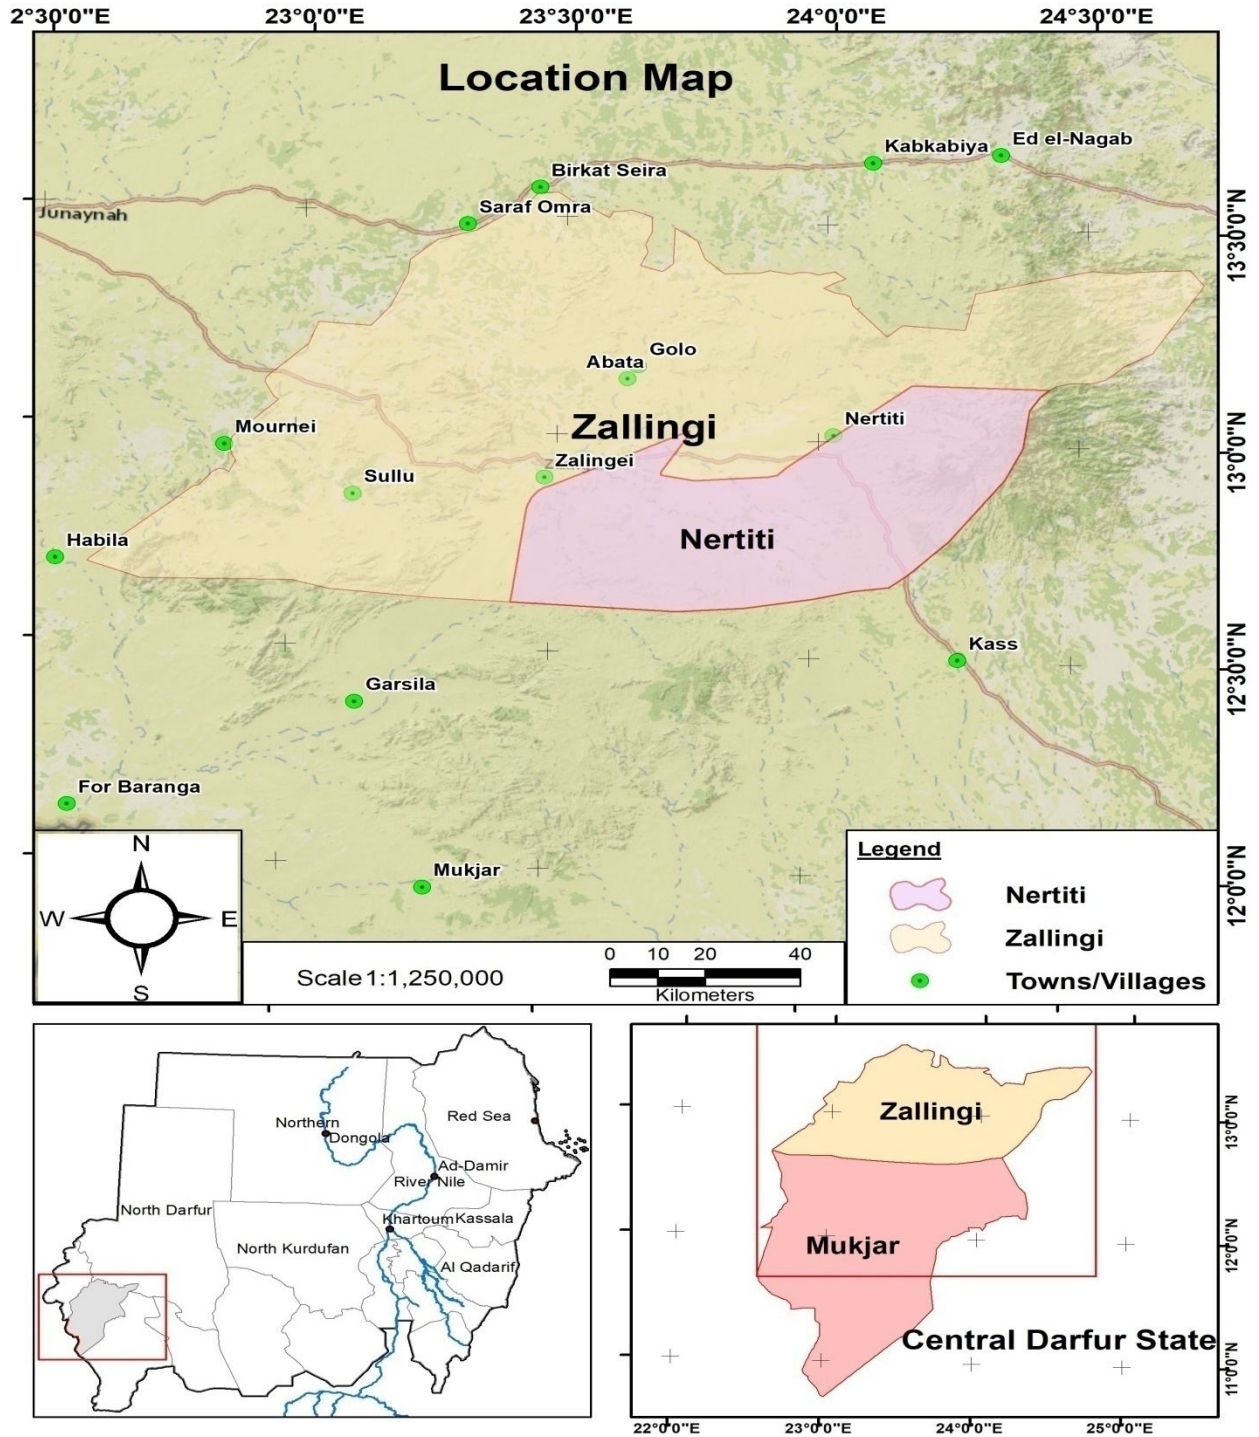 2°30'0"E 23°0'0"E 23°30'0"E 24°0'0"E 24°30'0"E
Location Map
Ed el-Nagab
Kabkabiya
Birkat Seira
Saraf Omra
Junaynah
13°30'0"N
Golo
Abata
Zallingi
Nertiti
Mournei
13°0'0"N
Zalingei
Sullu
Nertiti
Habila
Kass
12°30'0"N
Garsila
For Baranga
Mukjar
12°0'0"N
N
W E
S
Scale1:1,250,000
0 10 20 40
Kilometers
Legend
Nertiti
Zallingi
Towns/Villages
Red Sea
Northern
Dongola
Ad-Damir
River Nile
North Darfur
Khartoum Kassala
North Kurdufan
Al Qadarif
Zallingi
13°0'0"N
Mukjar
12°0'0"N
Central Darfur State
11°0'0"N
22°0'0"E 23°0'0"E 24°0'0"E 25°0'0"E